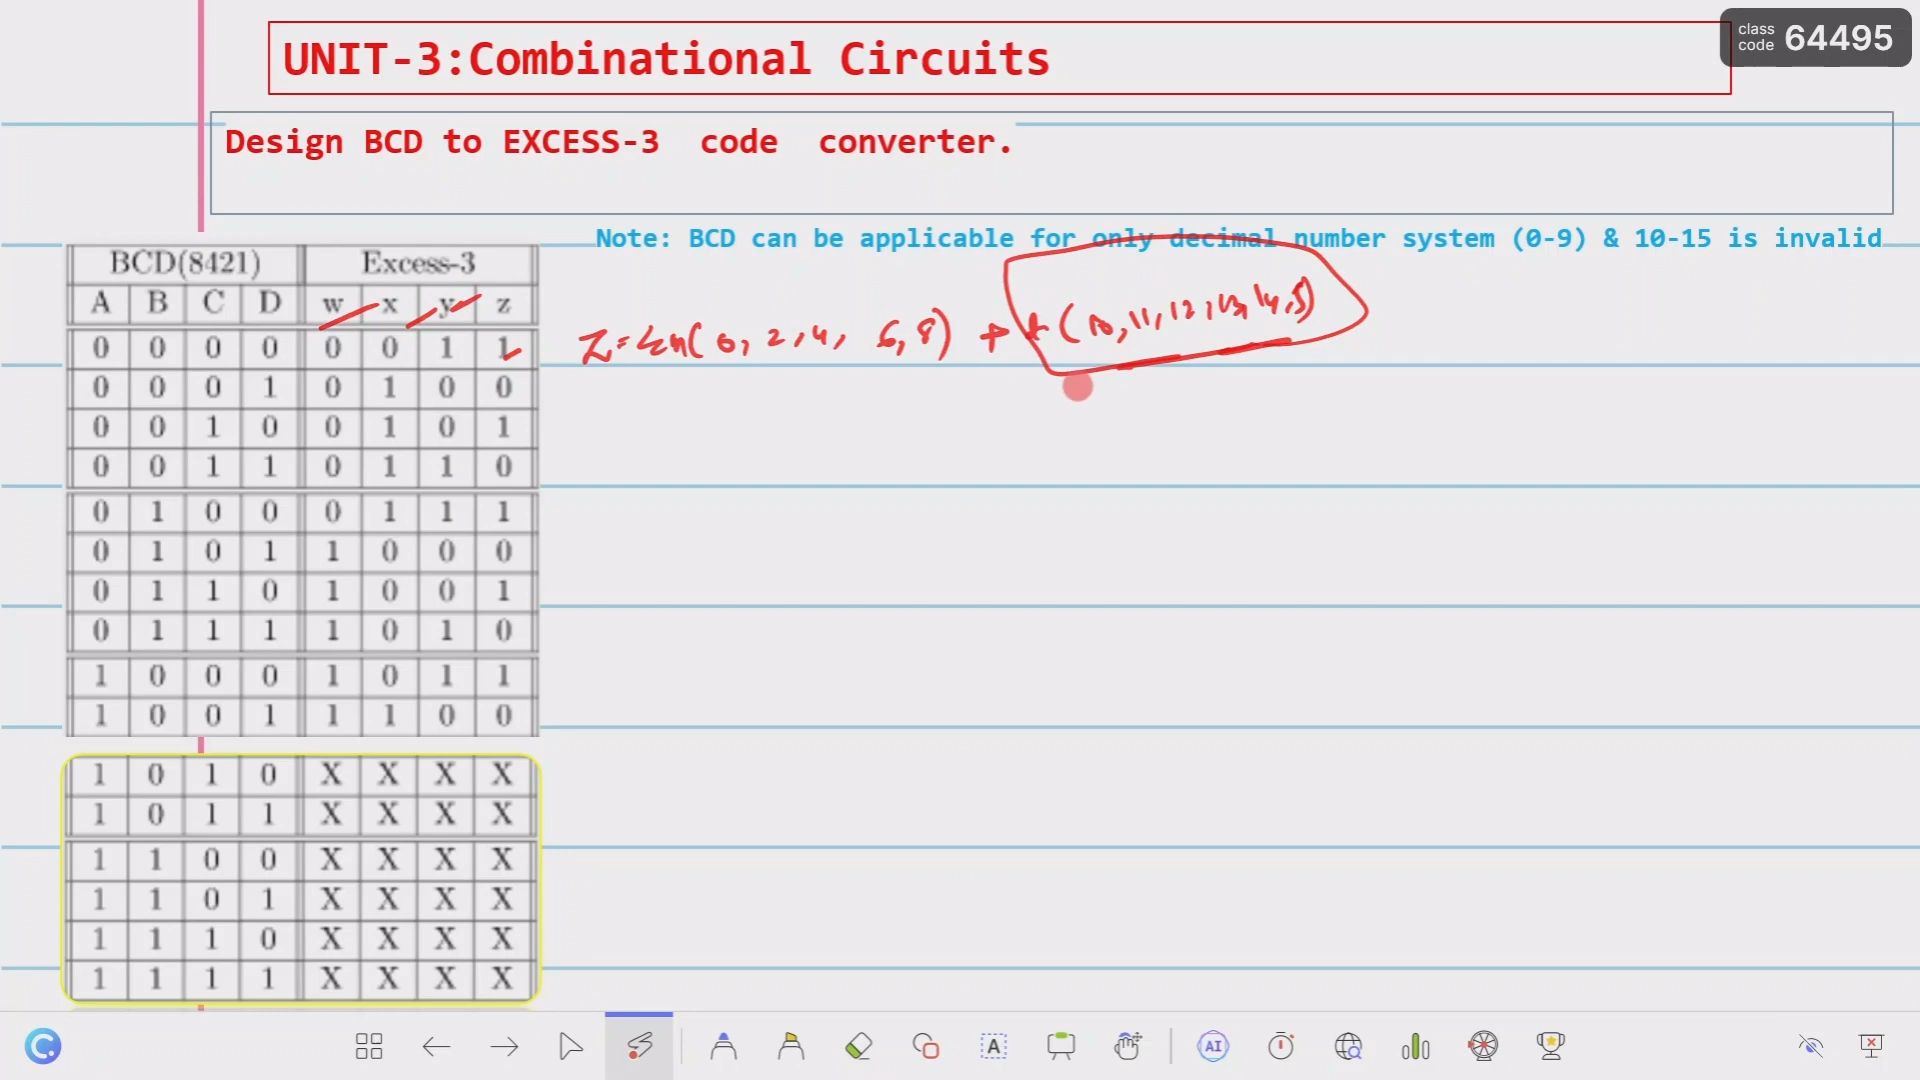 class code 64495
UNIT-3:Combinational Circuits
Design BCD to EXCESS-3 code converter.
Note: BCD can be applicable for only decimal number system (0-9) & 10-15 is invalid
BCD(8421) Excess-3
A B C D w x y z
0 0 0 0 0 0 1 1
0 0 0 1 0 1 0 0
0 0 1 0 0 1 0 1
0 0 1 1 0 1 1 0
0 1 0 0 0 1 1 1
0 1 0 1 1 0 0 0
0 1 1 0 1 0 0 1
0 1 1 1 1 0 1 0
1 0 0 0 1 0 1 1
1 0 0 1 1 1 0 0
1 0 1 0 X X X X
1 0 1 1 X X X X
1 1 0 0 X X X X
1 1 0 1 X X X X
1 1 1 0 X X X X
1 1 1 1 X X X X
Z = Σm(0, 2, 4, 6, 8) + (10, 11, 12, 13, 14, 15)
A
AI